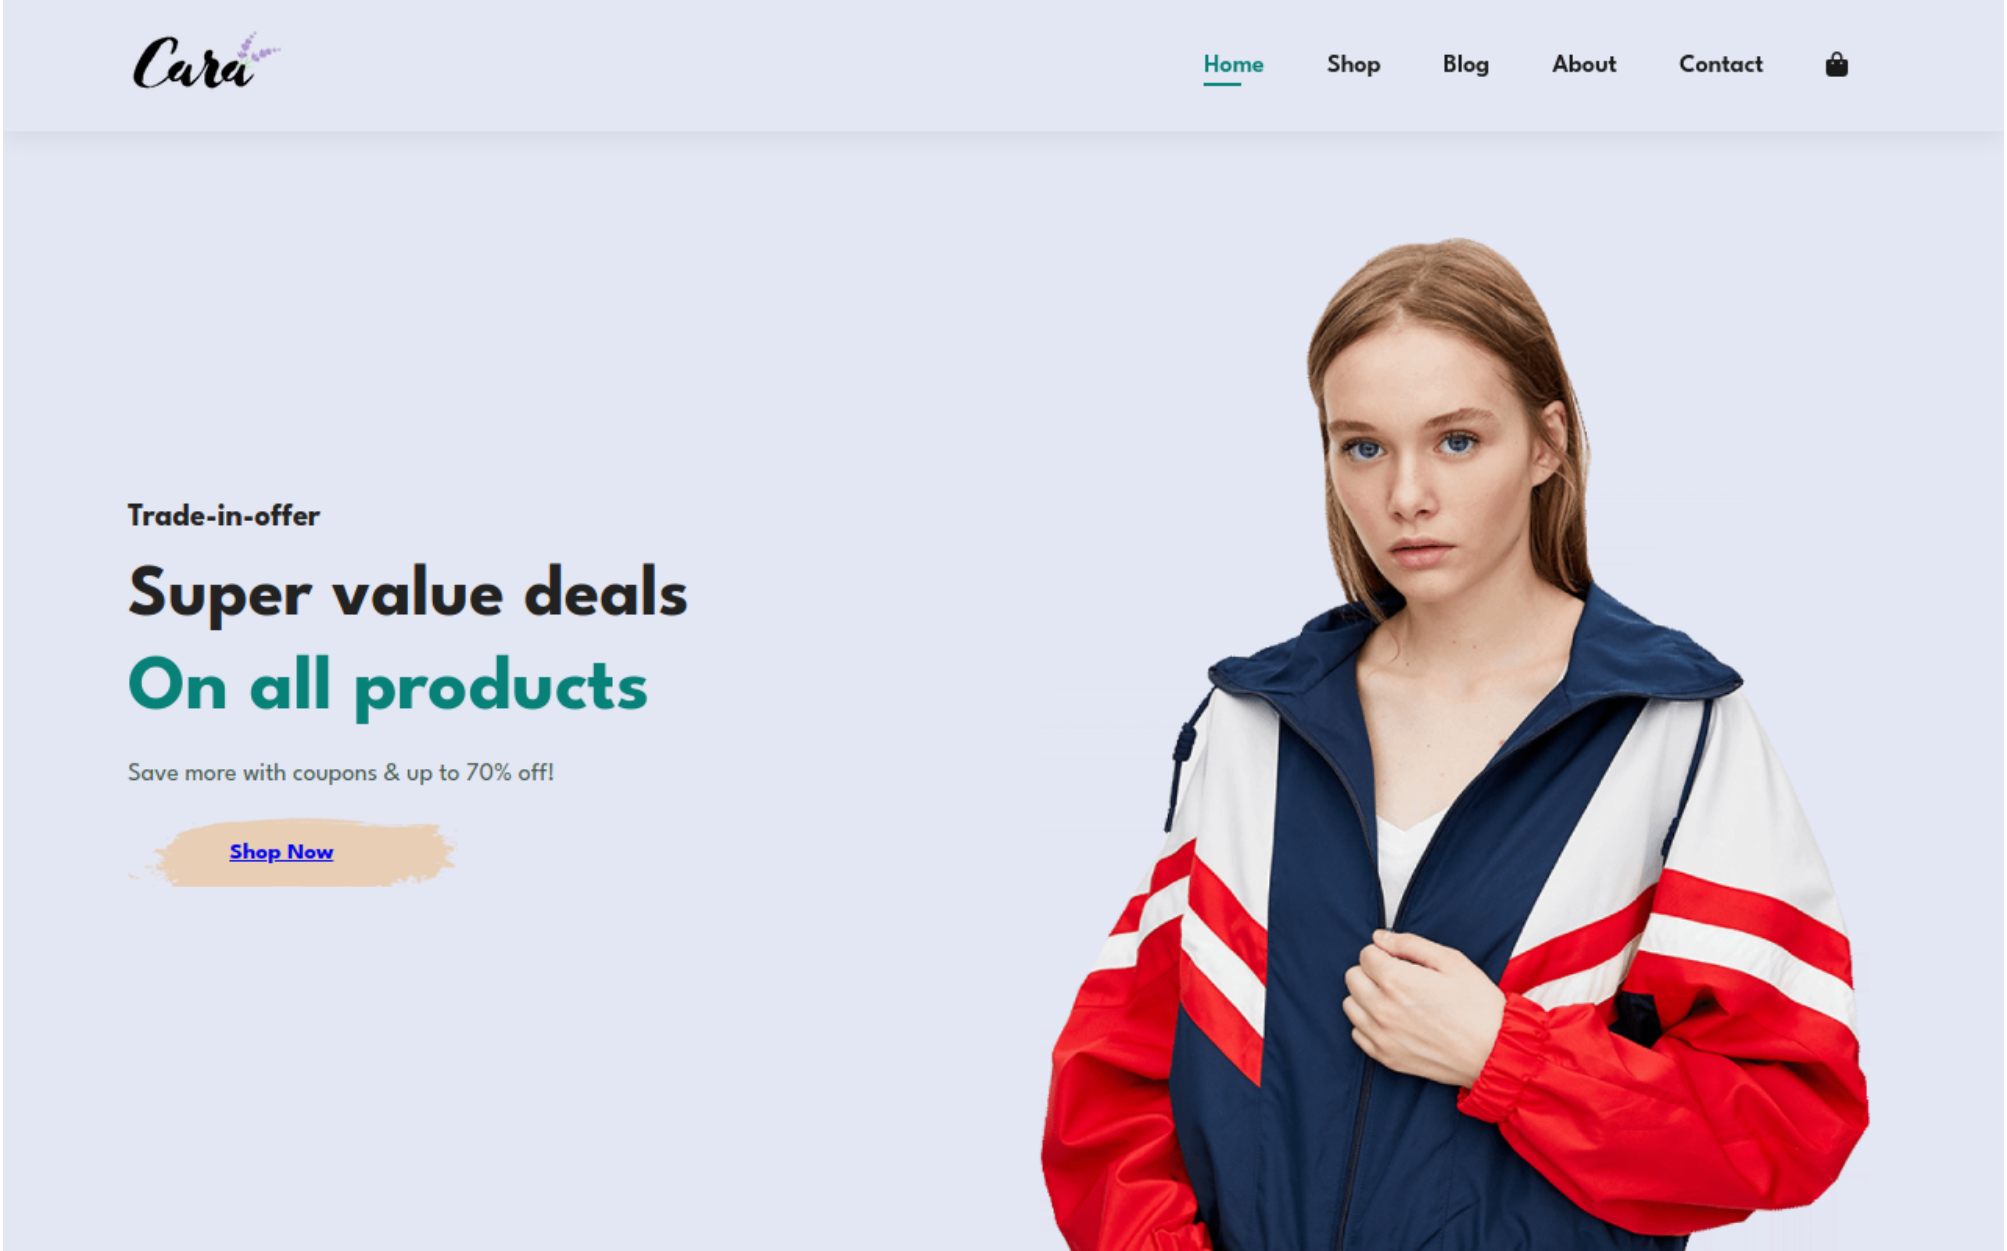 Cara
Home Shop Blog About Contact
Trade-in-offer
Super value deals
On all products
Save more with coupons & up to 70% off!
Shop Now